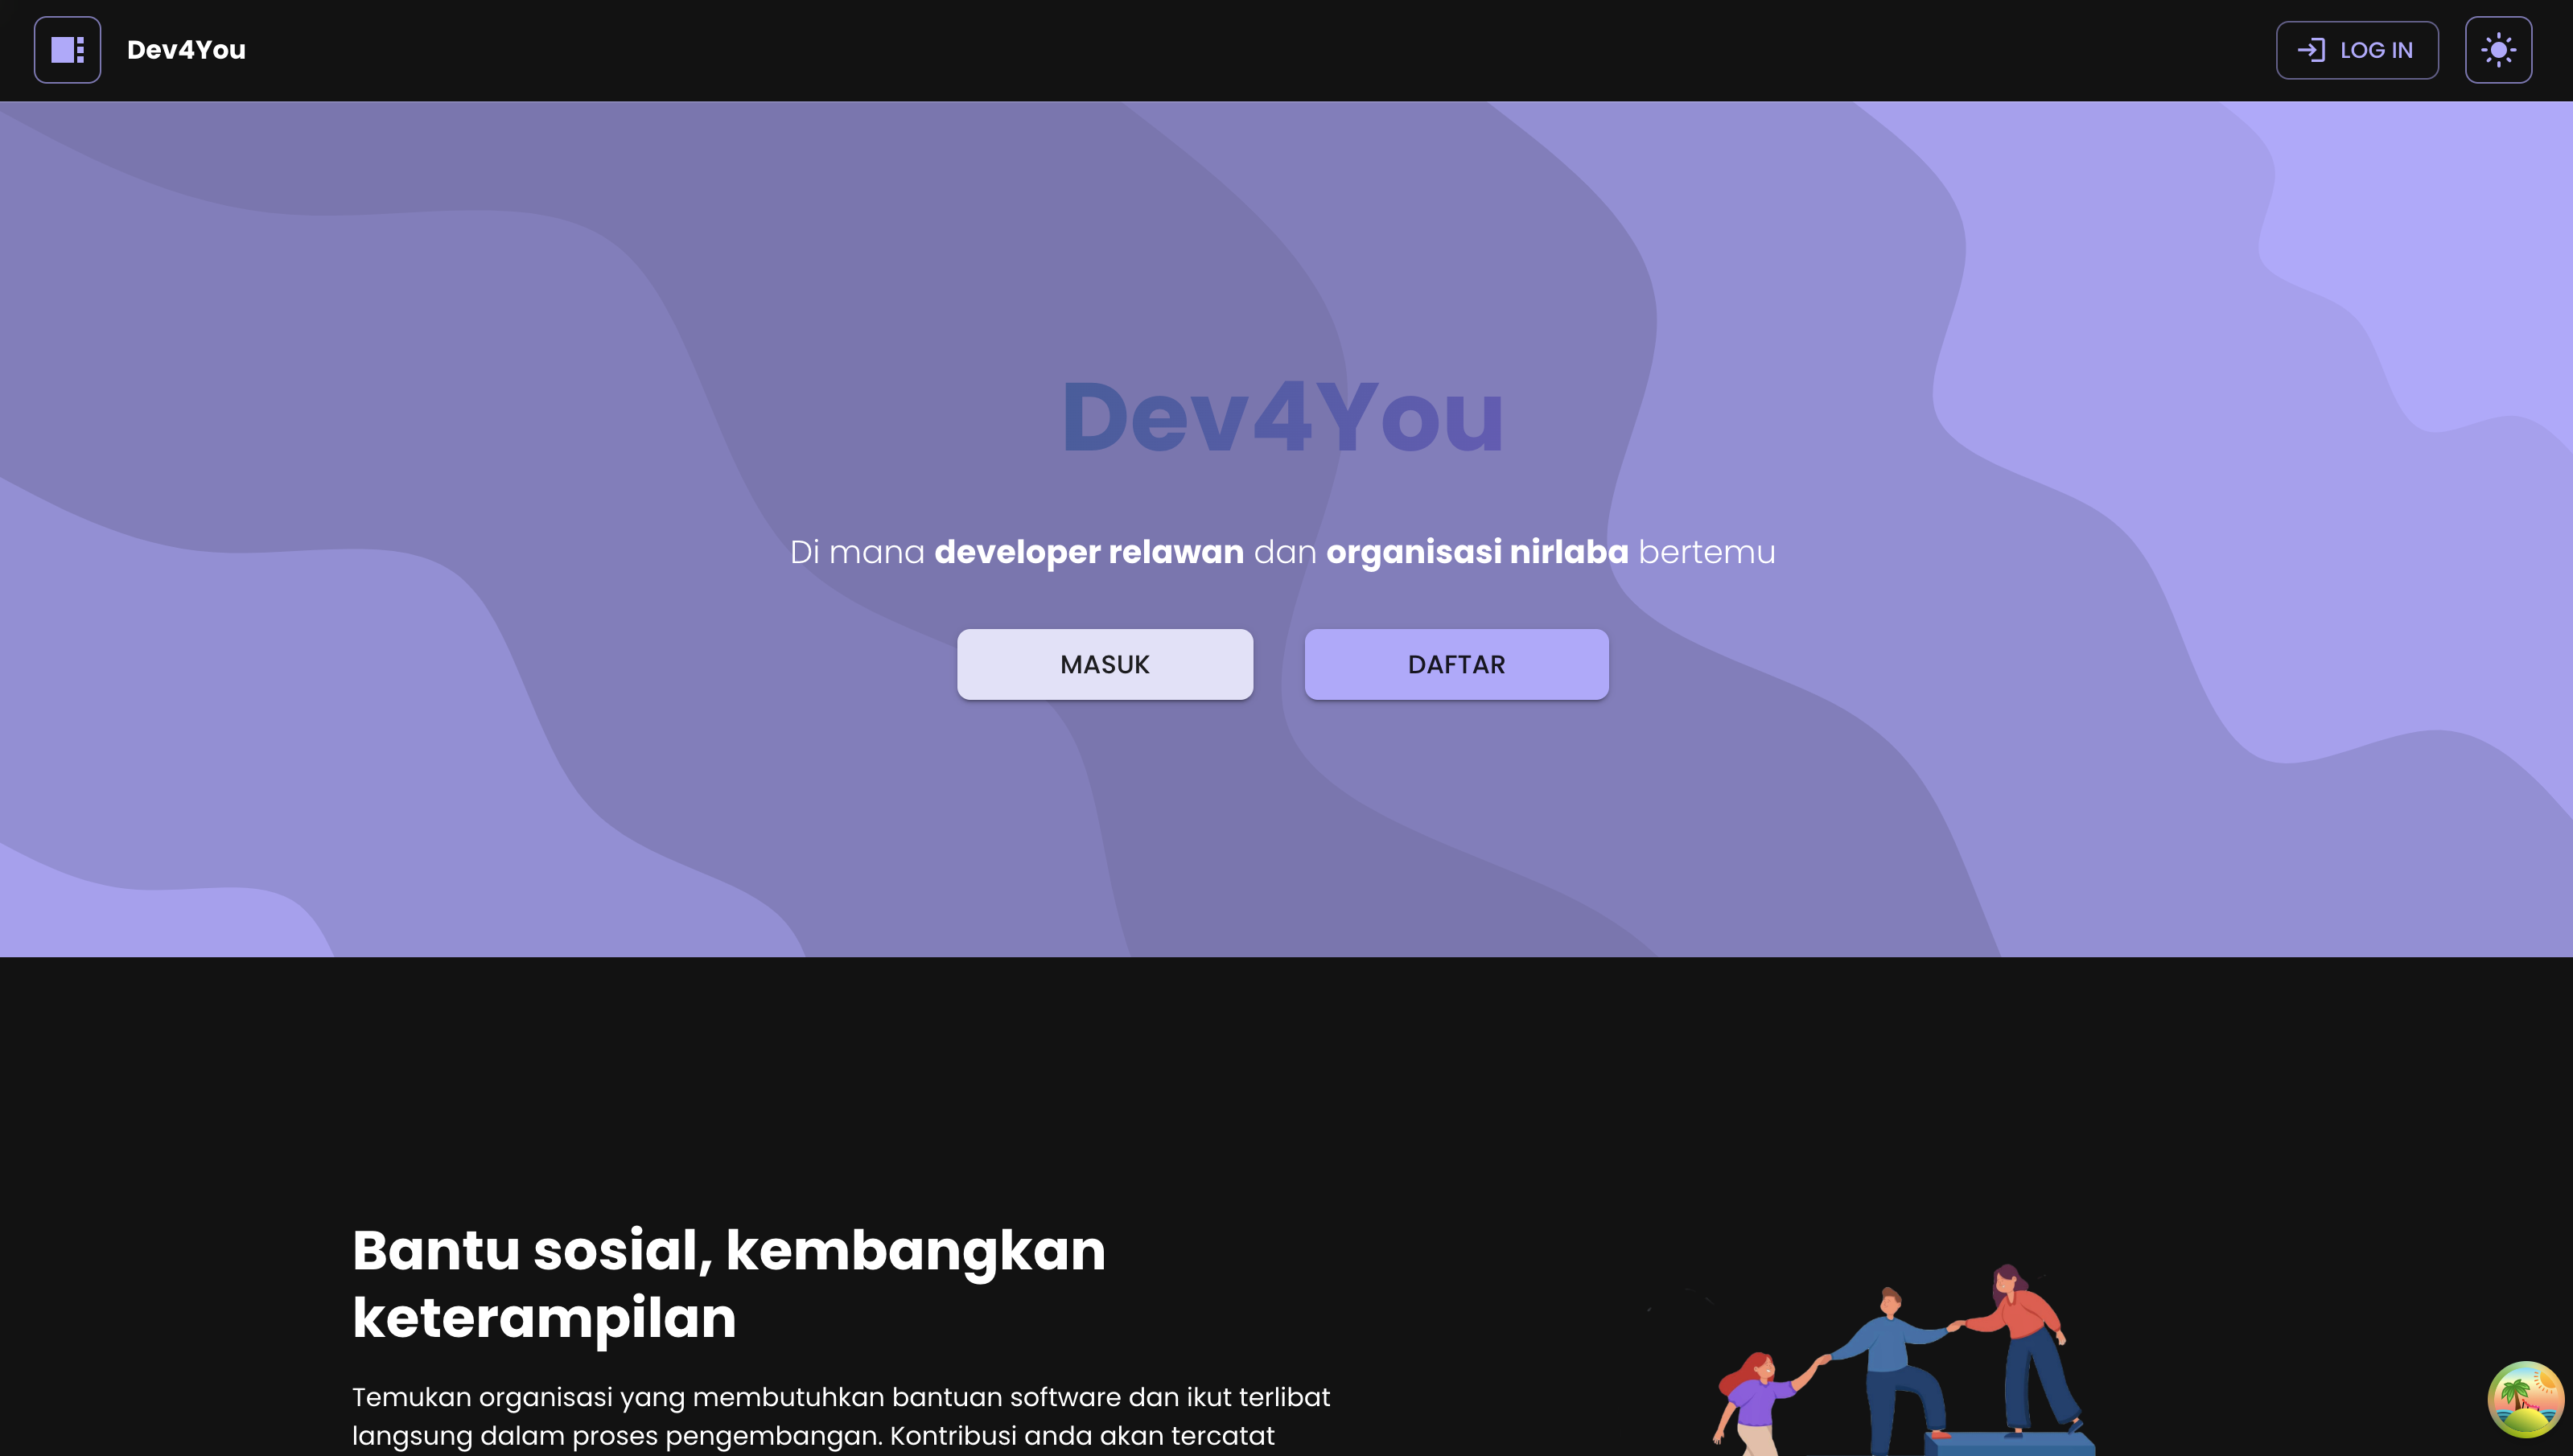 Dev4You
LOG IN
Dev4You
Di mana developer relawan dan organisasi nirlaba bertemu
MASUK
DAFTAR
Bantu sosial, kembangkan
keterampilan
Temukan organisasi yang membutuhkan bantuan software dan ikut terlibat
langsung dalam proses pengembangan. Kontribusi anda akan tercatat